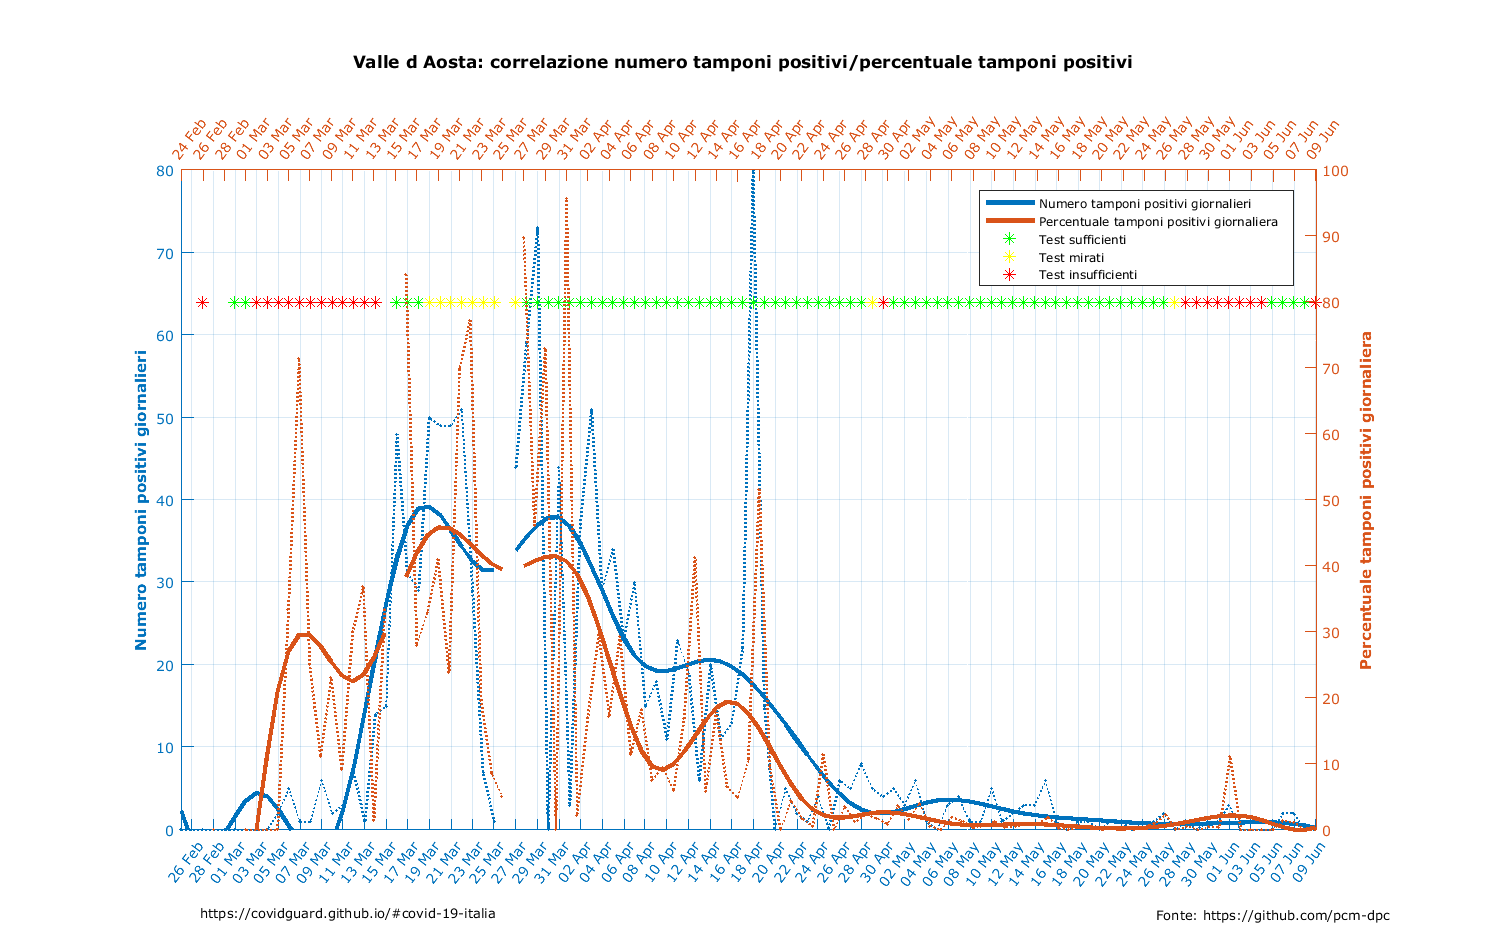 Valle d Aosta: correlazione numero tamponi positivi/percentuale tamponi positivi
24 Feb 26 Feb 28 Feb 01 Mar 03 Mar 05 Mar 07 Mar 09 Mar 11 Mar 13 Mar 15 Mar 17 Mar 19 Mar 21 Mar 23 Mar 25 Mar 27 Mar 29 Mar 31 Mar 02 Apr 04 Apr 06 Apr 08 Apr 10 Apr 12 Apr 14 Apr 16 Apr 18 Apr 20 Apr 22 Apr 24 Apr 26 Apr 28 Apr 30 Apr 02 May 04 May 06 May 08 May 10 May 12 May 14 May 16 May 18 May 20 May 22 May 24 May 26 May 28 May 30 May 01 Jun 03 Jun 05 Jun 07 Jun 09 Jun
80
70
60
50
40
30
20
10
0
Numero tamponi positivi giornalieri
Numero tamponi positivi giornalieri
Percentuale tamponi positivi giornaliera
Test sufficienti
Test mirati
Test insufficienti
100
90
80
70
60
50
40
30
20
10
0
Percentuale tamponi positivi giornaliera
26 Feb 28 Feb 01 Mar 03 Mar 05 Mar 07 Mar 09 Mar 11 Mar 13 Mar 15 Mar 17 Mar 19 Mar 21 Mar 23 Mar 25 Mar 27 Mar 29 Mar 31 Mar 02 Apr 04 Apr 06 Apr 08 Apr 10 Apr 12 Apr 14 Apr 16 Apr 18 Apr 20 Apr 22 Apr 24 Apr 26 Apr 28 Apr 30 Apr 02 May 04 May 06 May 08 May 10 May 12 May 14 May 16 May 18 May 20 May 22 May 24 May 26 May 28 May 30 May 01 Jun 03 Jun 05 Jun 07 Jun 09 Jun
https://covidguard.github.io/#covid-19-italia
Fonte: https://github.com/pcm-dpc